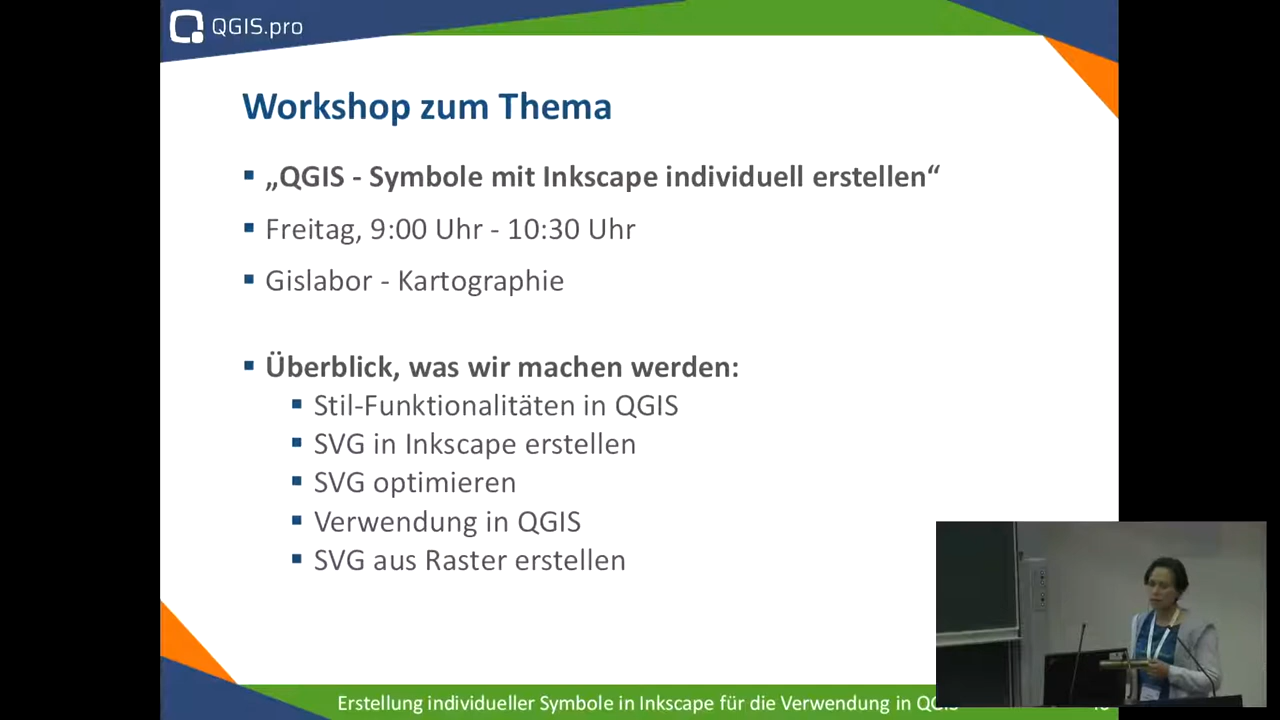 QGIS.pro
Workshop zum Thema
„QGIS - Symbole mit Inkscape individuell erstellen“
Freitag, 9:00 Uhr - 10:30 Uhr
Gislabor - Kartographie
Überblick, was wir machen werden:
Stil-Funktionalitäten in QGIS
SVG in Inkscape erstellen
SVG optimieren
Verwendung in QGIS
SVG aus Raster erstellen
Erstellung individueller Symbole in Inkscape für die Verwendung in QGIS